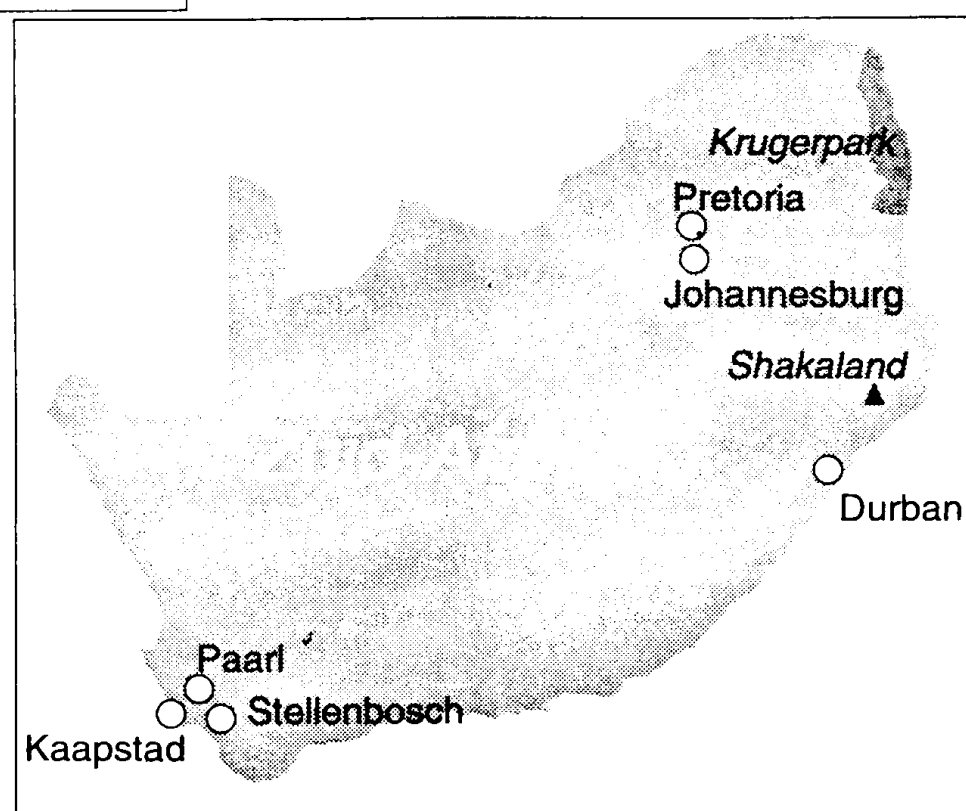 Krugerpark
Pretoria
Johannesburg
Shakaland
Durban
Paarl
Stellenbosch
Kaapstad